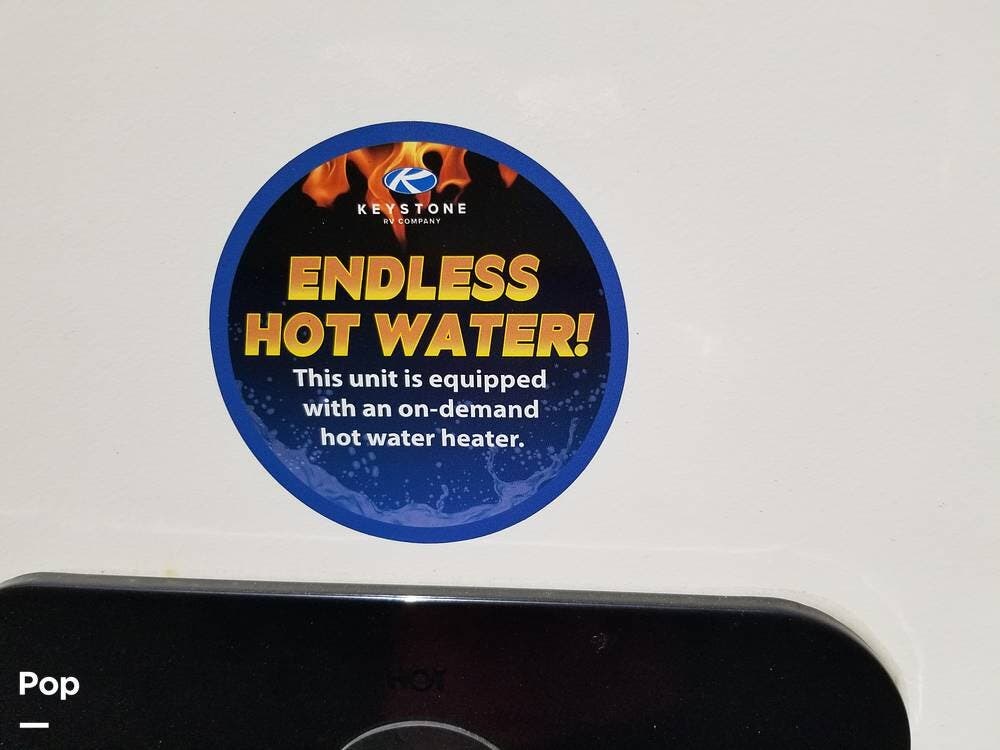 KEYSTONE
RV COMPANY
ENDLESS
HOT WATER!
This unit is equipped
with an on-demand
hot water heater.
HOT
Pop